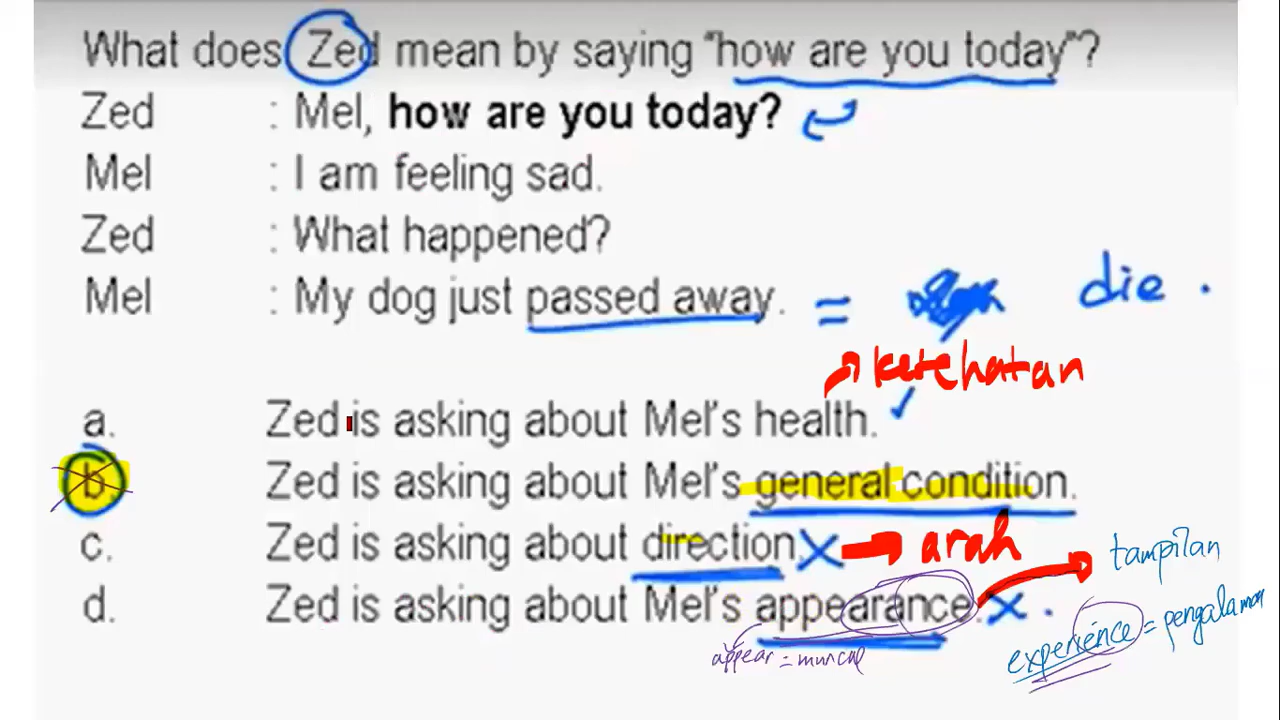 What does Zed mean by saying "how are you today"?
Zed : Mel, how are you today?
Mel : I am feeling sad.
Zed : What happened?
Mel : My dog just passed away. = die.
kesehatan
a. Zed is asking about Mel's health.
b. Zed is asking about Mel's general condition.
c. Zed is asking about direction. X arah
tampilan
d. Zed is asking about Mel's appearance. X.
experience = pengalaman
appear = muncul